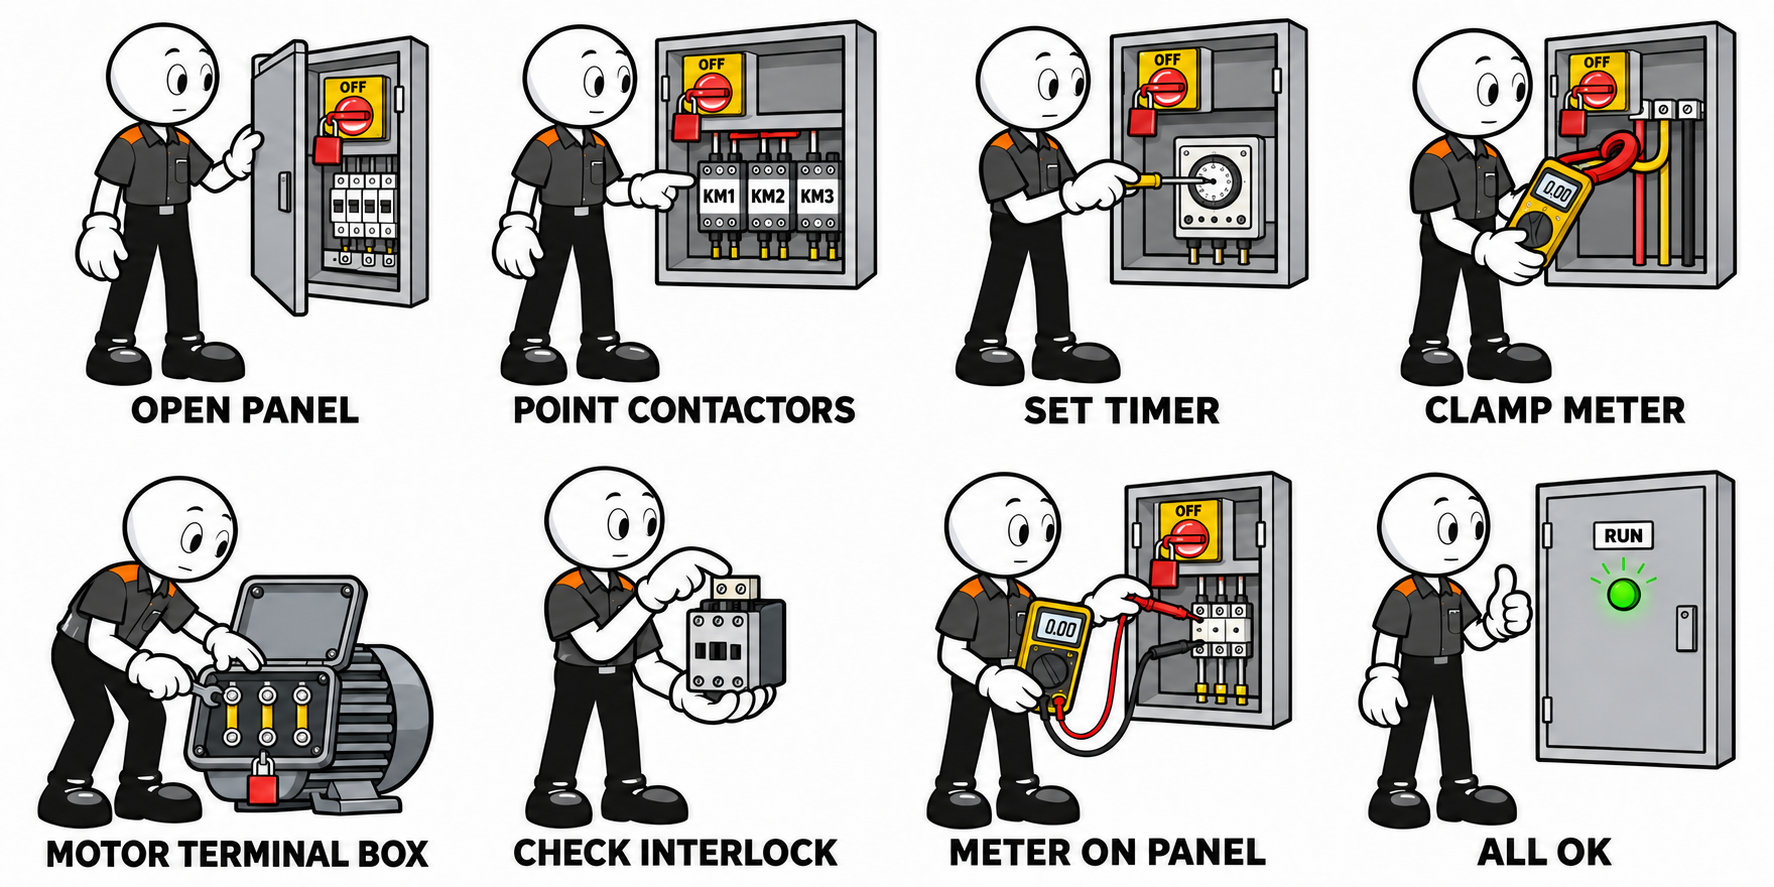 OFF
OPEN PANEL
OFF
KM1 KM2 KM3
POINT CONTACTORS
OFF
SET TIMER
OFF
0.00
CLAMP METER
MOTOR TERMINAL BOX
CHECK INTERLOCK
OFF
0.00
METER ON PANEL
RUN
ALL OK